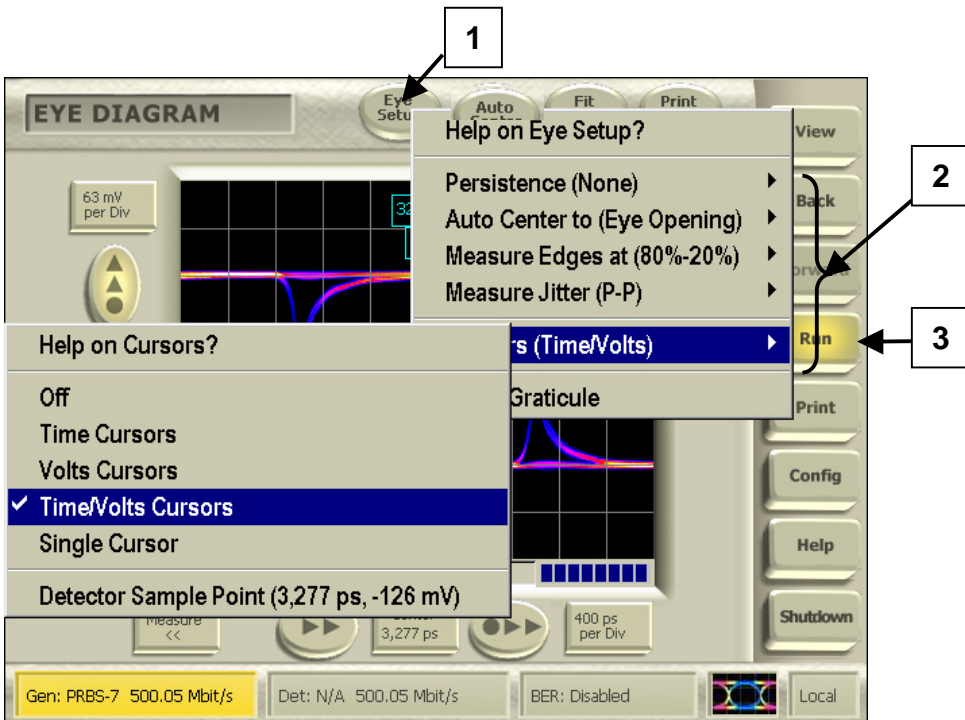 1
EYE DIAGRAM
Eye
Setu
Auto
Fit
Print
Help on Eye Setup?
View
63 mV
per Div
32
Persistence (None)
Auto Center to (Eye Opening)
Measure Edges at (80%-20%)
Measure Jitter (P-P)
Back
2
rs (Time/Volts)
Run
3
Graticule
Help on Cursors?
Off
Time Cursors
Volts Cursors
Time/Volts Cursors
Single Cursor
Detector Sample Point (3,277 ps, -126 mV)
Print
Config
Help
Shutdown
Measure
<<
3,277 ps
400 ps
per Div
Gen: PRBS-7 500.05 Mbit/s
Det: N/A 500.05 Mbit/s
BER: Disabled
Local